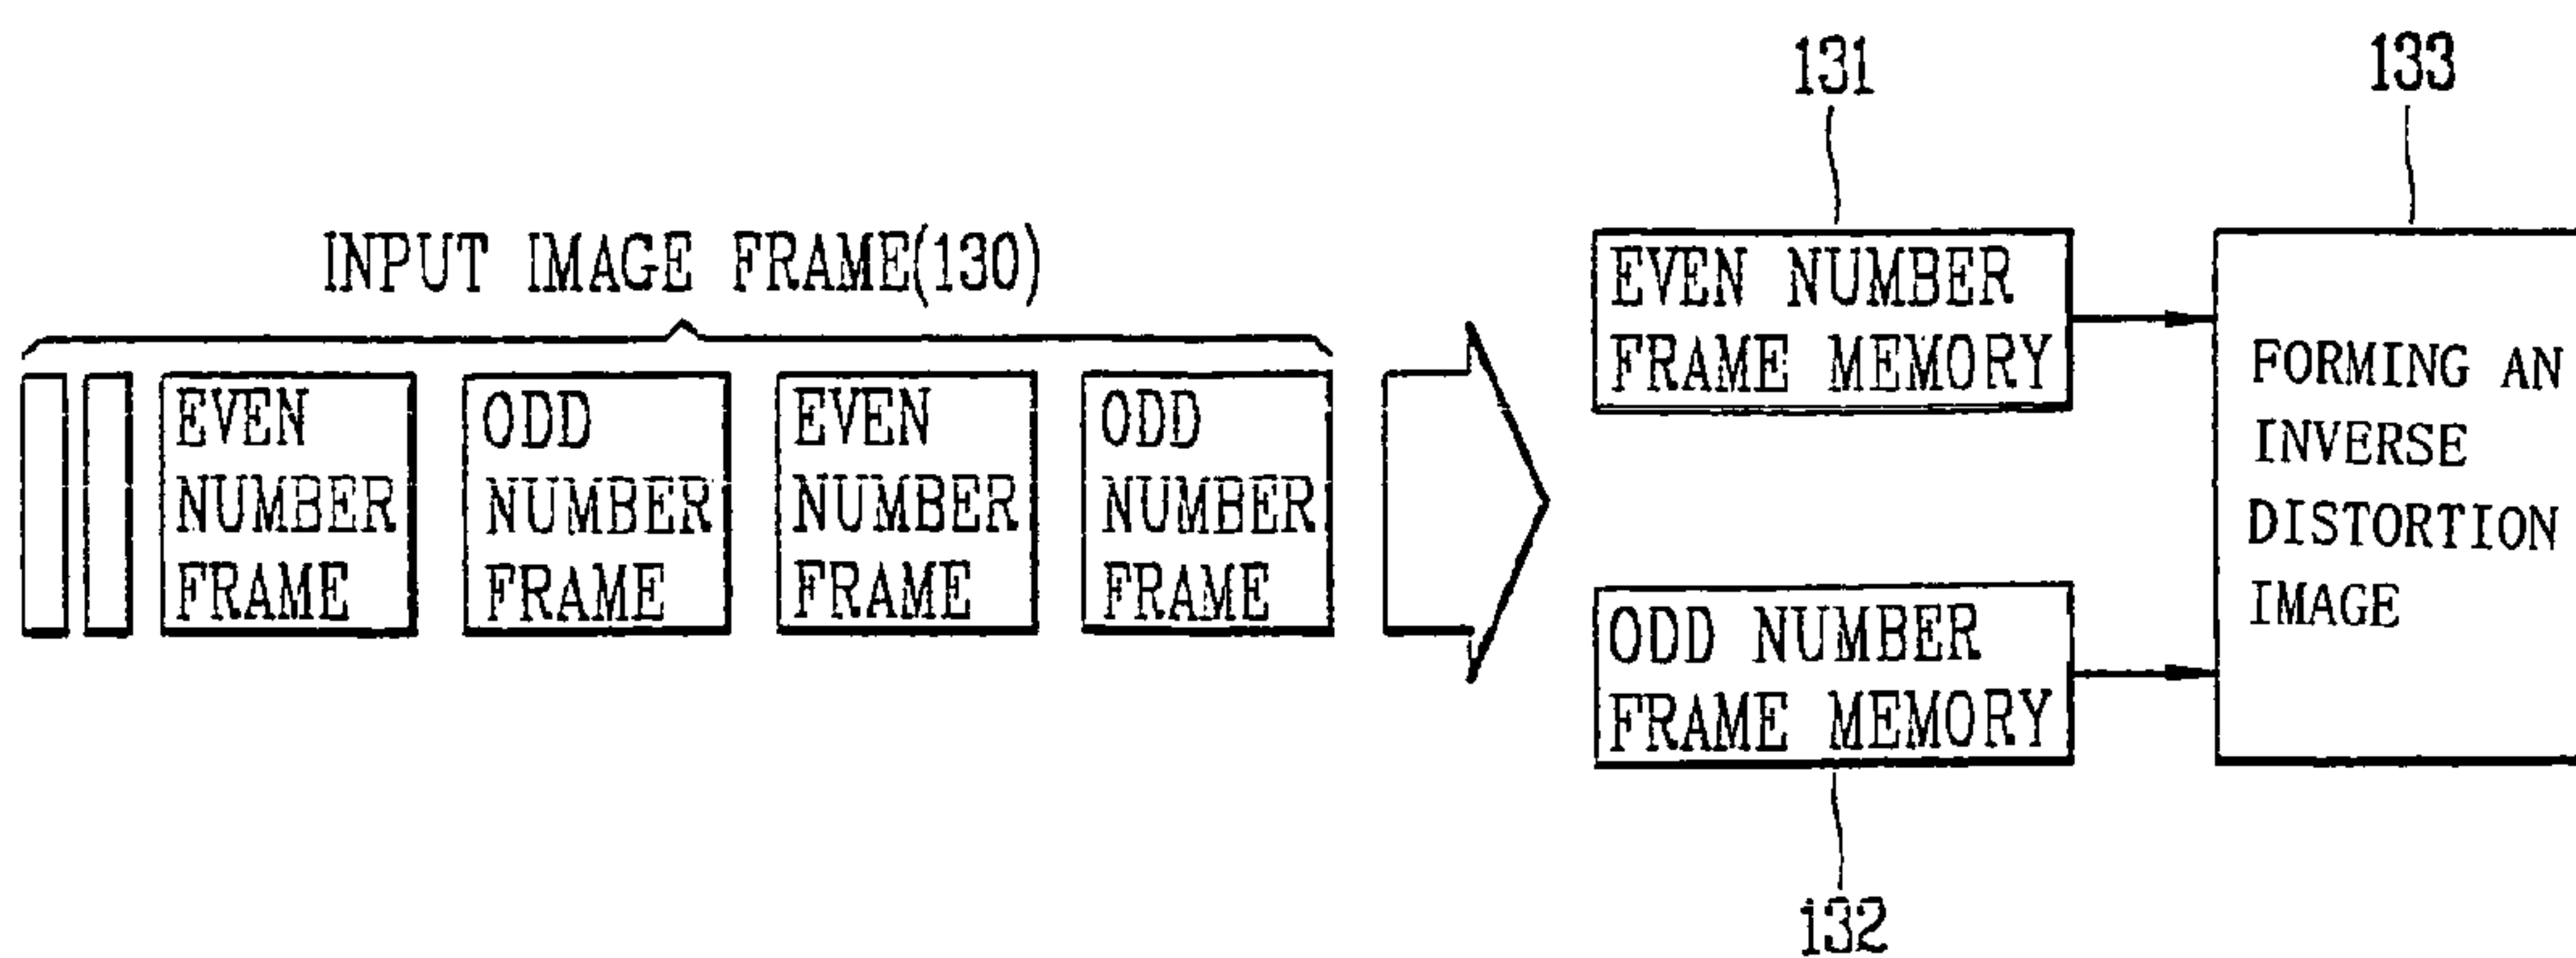 131
133
INPUT IMAGE FRAME(130)
EVEN
NUMBER
FRAME
ODD
NUMBER
FRAME
EVEN
NUMBER
FRAME
ODD
NUMBER
FRAME
EVEN NUMBER
FRAME MEMORY
ODD NUMBER
FRAME MEMORY
132
FORMING AN
INVERSE
DISTORTION
IMAGE